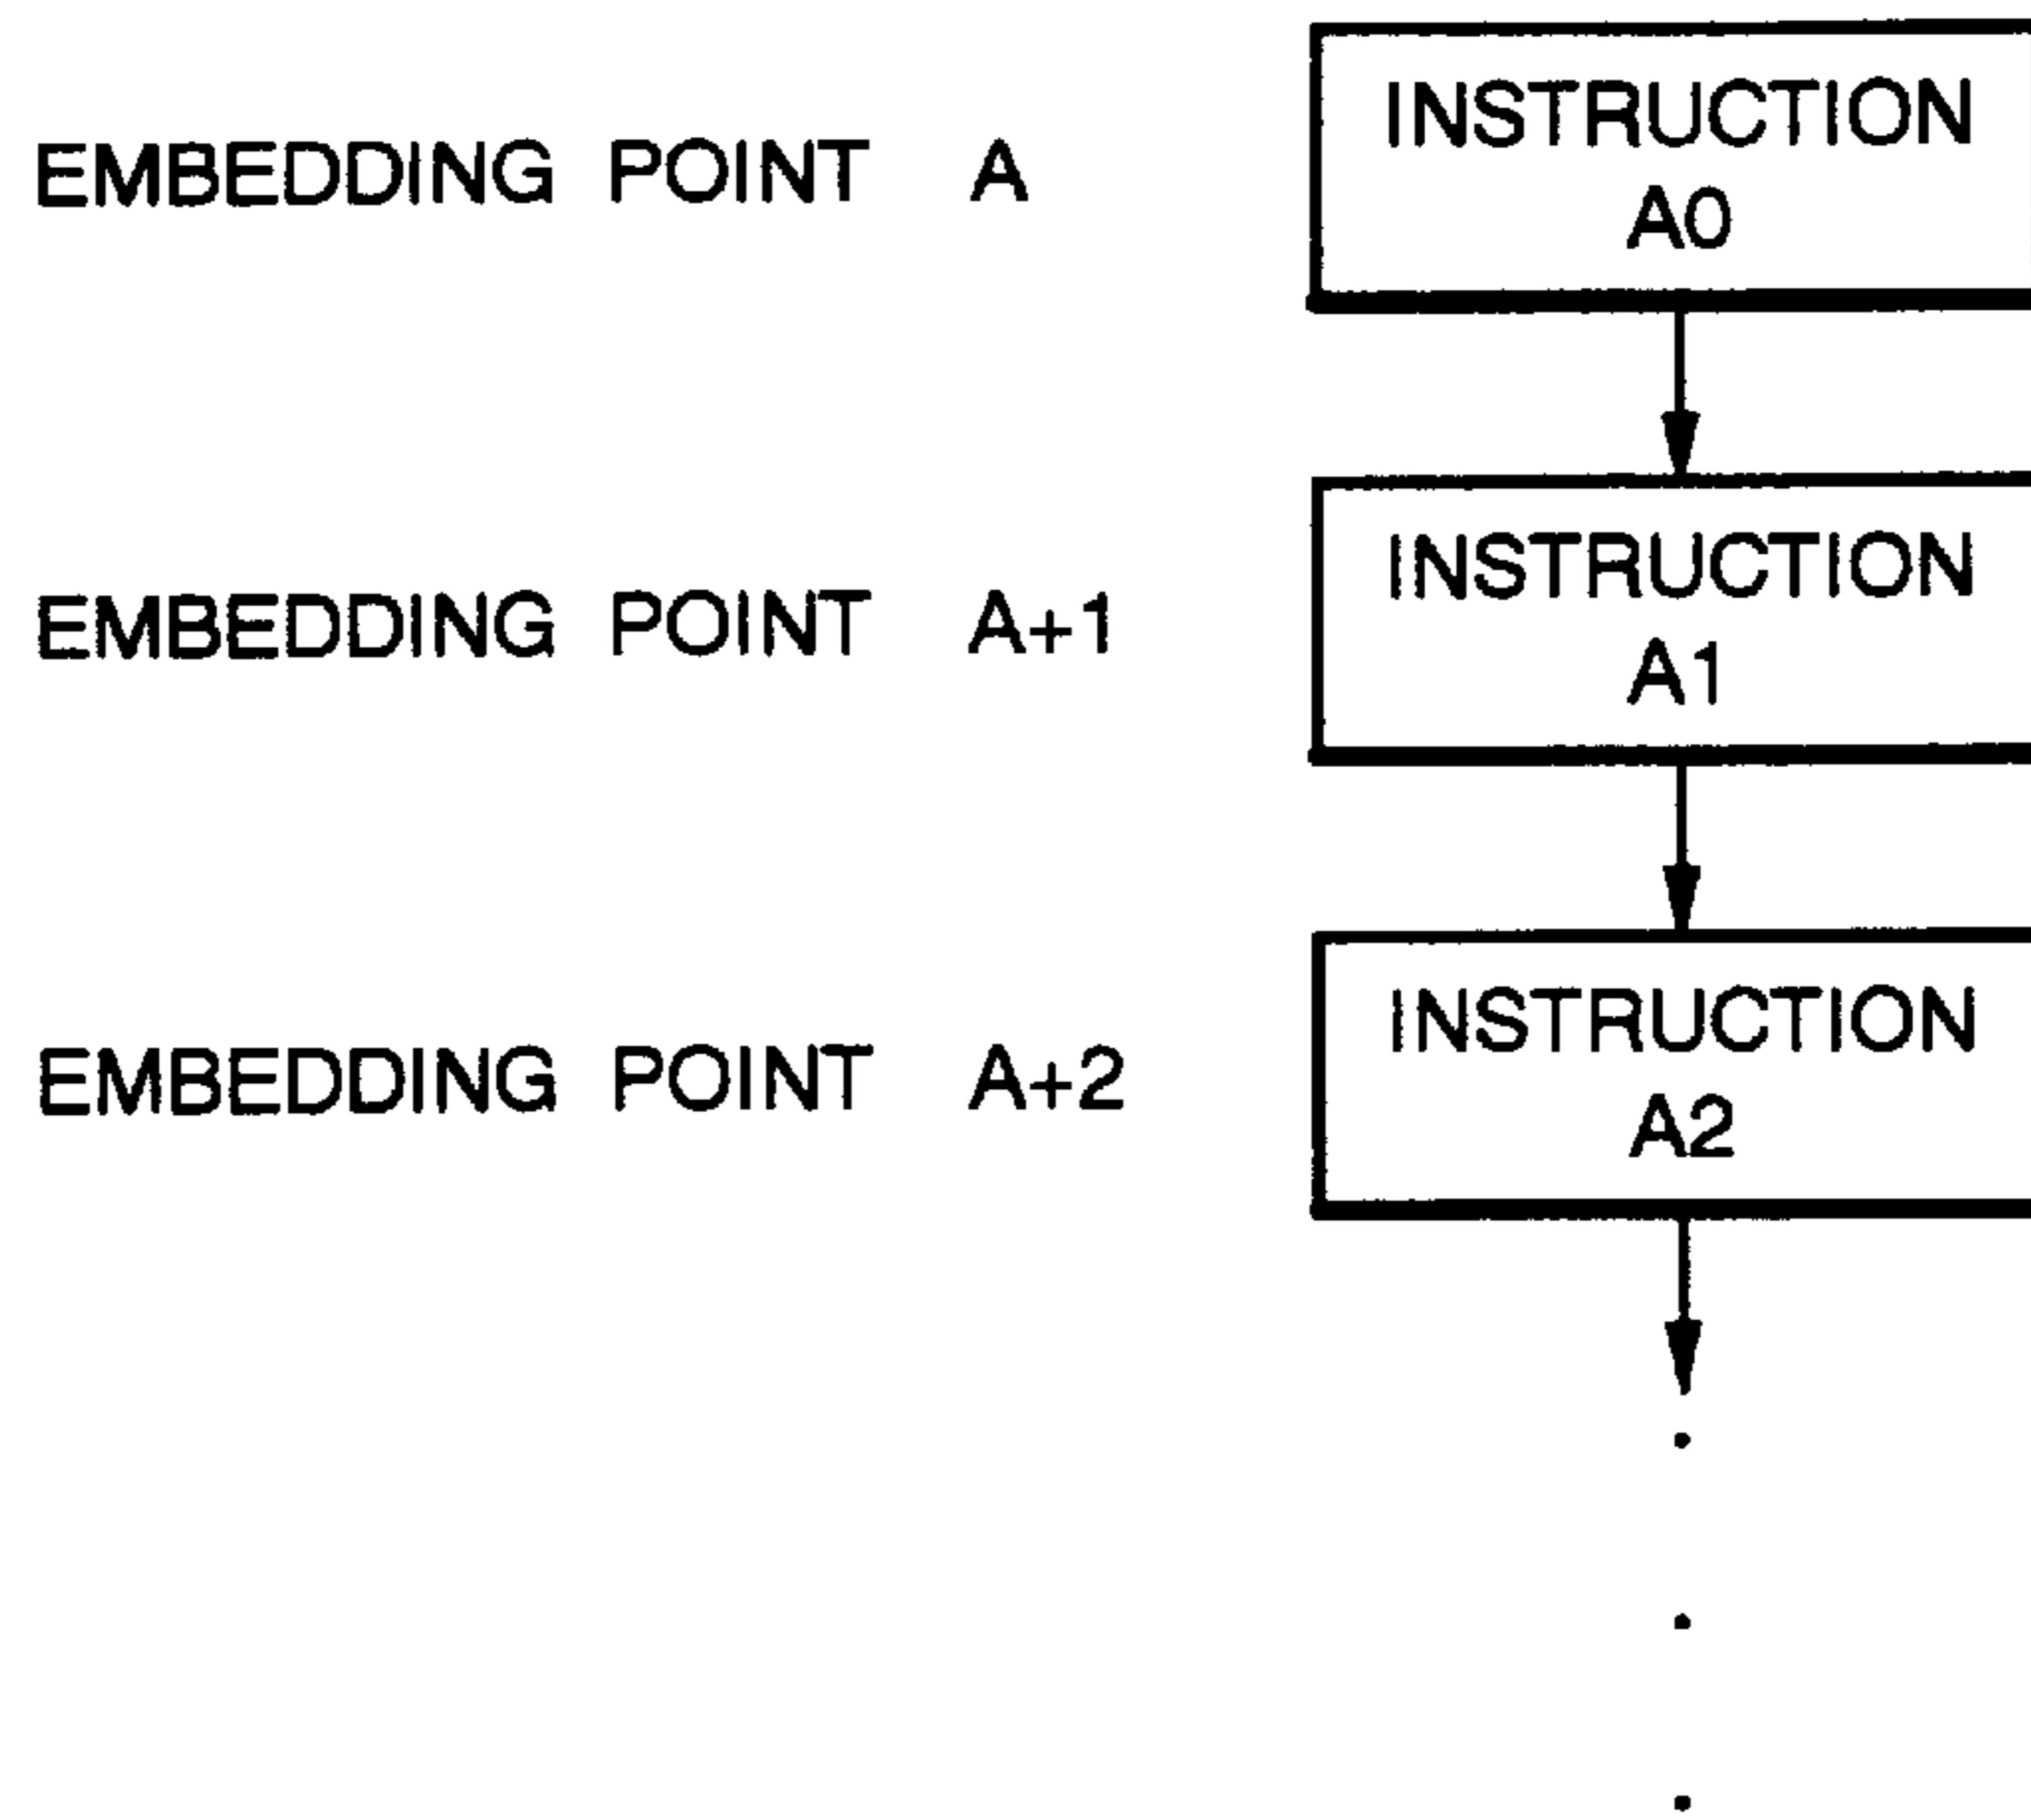 EMBEDDING POINT A
INSTRUCTION
A0
EMBEDDING POINT A+1
INSTRUCTION
A1
EMBEDDING POINT A+2
INSTRUCTION
A2